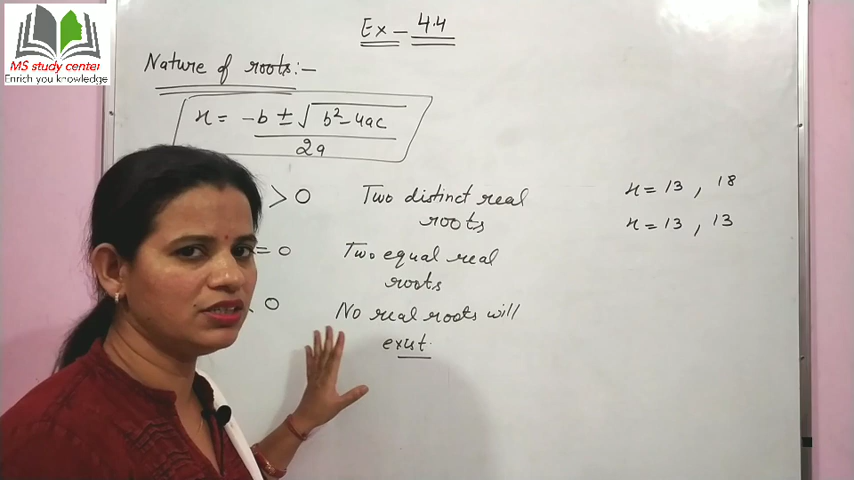 MS study center
Enrich you knowledge
Ex - 4.4
Nature of roots:-
x = -b ± √b²-4ac
2a
> 0 Two distinct real x = 13 , 18
roots x = 13 , 13
= 0 Two equal real
roots
0 No real roots will
exist.